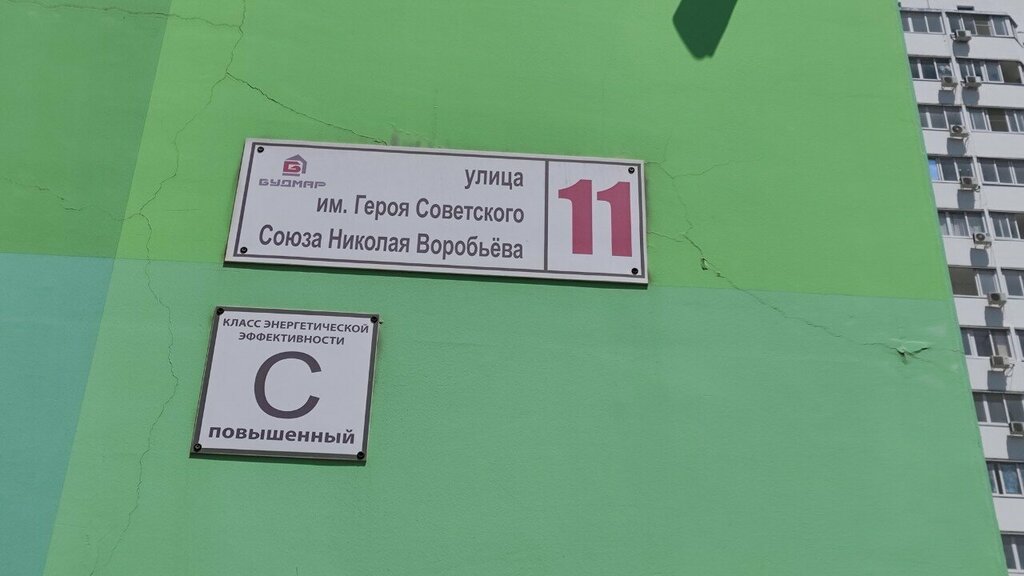 БУДМАР
улица
им. Героя Советского
Союза Николая Воробьёва
11
КЛАСС ЭНЕРГЕТИЧЕСКОЙ
ЭФФЕКТИВНОСТИ
С
ПОВЫШЕННЫЙ